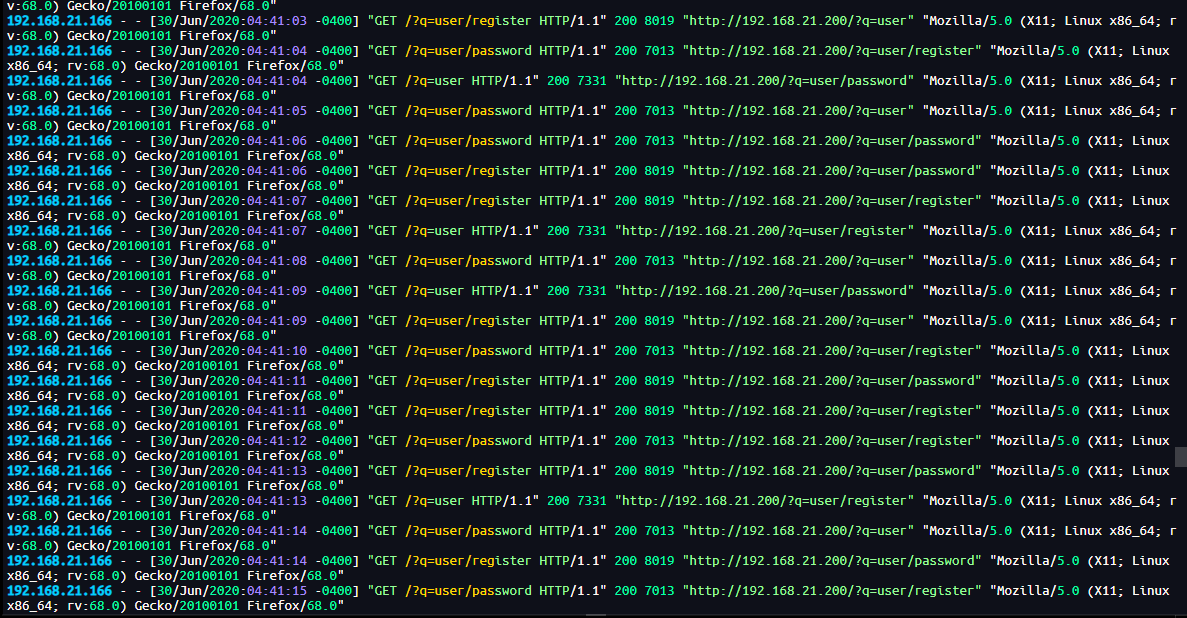 v:68.0) Gecko/20100101 Firefox/68.0"
192.168.21.166 - - [30/Jun/2020:04:41:03 -0400] "GET /?q=user/register HTTP/1.1" 200 8019 "http://192.168.21.200/?q=user" "Mozilla/5.0 (X11; Linux x86_64; r
v:68.0) Gecko/20100101 Firefox/68.0"
192.168.21.166 - - [30/Jun/2020:04:41:04 -0400] "GET /?q=user/password HTTP/1.1" 200 7013 "http://192.168.21.200/?q=user/register" "Mozilla/5.0 (X11; Linux
x86_64; rv:68.0) Gecko/20100101 Firefox/68.0"
192.168.21.166 - - [30/Jun/2020:04:41:04 -0400] "GET /?q=user HTTP/1.1" 200 7331 "http://192.168.21.200/?q=user/password" "Mozilla/5.0 (X11; Linux x86_64; r
v:68.0) Gecko/20100101 Firefox/68.0"
192.168.21.166 - - [30/Jun/2020:04:41:05 -0400] "GET /?q=user/password HTTP/1.1" 200 7013 "http://192.168.21.200/?q=user" "Mozilla/5.0 (X11; Linux x86_64; r
v:68.0) Gecko/20100101 Firefox/68.0"
192.168.21.166 - - [30/Jun/2020:04:41:06 -0400] "GET /?q=user/password HTTP/1.1" 200 7013 "http://192.168.21.200/?q=user/password" "Mozilla/5.0 (X11; Linux
x86_64; rv:68.0) Gecko/20100101 Firefox/68.0"
192.168.21.166 - - [30/Jun/2020:04:41:06 -0400] "GET /?q=user/register HTTP/1.1" 200 8019 "http://192.168.21.200/?q=user/password" "Mozilla/5.0 (X11; Linux
x86_64; rv:68.0) Gecko/20100101 Firefox/68.0"
192.168.21.166 - - [30/Jun/2020:04:41:07 -0400] "GET /?q=user/register HTTP/1.1" 200 8019 "http://192.168.21.200/?q=user/register" "Mozilla/5.0 (X11; Linux
x86_64; rv:68.0) Gecko/20100101 Firefox/68.0"
192.168.21.166 - - [30/Jun/2020:04:41:07 -0400] "GET /?q=user HTTP/1.1" 200 7331 "http://192.168.21.200/?q=user/register" "Mozilla/5.0 (X11; Linux x86_64; r
v:68.0) Gecko/20100101 Firefox/68.0"
192.168.21.166 - - [30/Jun/2020:04:41:08 -0400] "GET /?q=user/password HTTP/1.1" 200 7013 "http://192.168.21.200/?q=user" "Mozilla/5.0 (X11; Linux x86_64; r
v:68.0) Gecko/20100101 Firefox/68.0"
192.168.21.166 - - [30/Jun/2020:04:41:09 -0400] "GET /?q=user HTTP/1.1" 200 7331 "http://192.168.21.200/?q=user/password" "Mozilla/5.0 (X11; Linux x86_64; r
v:68.0) Gecko/20100101 Firefox/68.0"
192.168.21.166 - - [30/Jun/2020:04:41:09 -0400] "GET /?q=user/register HTTP/1.1" 200 8019 "http://192.168.21.200/?q=user" "Mozilla/5.0 (X11; Linux x86_64; r
v:68.0) Gecko/20100101 Firefox/68.0"
192.168.21.166 - - [30/Jun/2020:04:41:10 -0400] "GET /?q=user/password HTTP/1.1" 200 7013 "http://192.168.21.200/?q=user/register" "Mozilla/5.0 (X11; Linux
x86_64; rv:68.0) Gecko/20100101 Firefox/68.0"
192.168.21.166 - - [30/Jun/2020:04:41:11 -0400] "GET /?q=user/register HTTP/1.1" 200 8019 "http://192.168.21.200/?q=user/password" "Mozilla/5.0 (X11; Linux
x86_64; rv:68.0) Gecko/20100101 Firefox/68.0"
192.168.21.166 - - [30/Jun/2020:04:41:11 -0400] "GET /?q=user/register HTTP/1.1" 200 8019 "http://192.168.21.200/?q=user/register" "Mozilla/5.0 (X11; Linux
x86_64; rv:68.0) Gecko/20100101 Firefox/68.0"
192.168.21.166 - - [30/Jun/2020:04:41:12 -0400] "GET /?q=user/password HTTP/1.1" 200 7013 "http://192.168.21.200/?q=user/register" "Mozilla/5.0 (X11; Linux
x86_64; rv:68.0) Gecko/20100101 Firefox/68.0"
192.168.21.166 - - [30/Jun/2020:04:41:13 -0400] "GET /?q=user/register HTTP/1.1" 200 8019 "http://192.168.21.200/?q=user/password" "Mozilla/5.0 (X11; Linux
x86_64; rv:68.0) Gecko/20100101 Firefox/68.0"
192.168.21.166 - - [30/Jun/2020:04:41:13 -0400] "GET /?q=user HTTP/1.1" 200 7331 "http://192.168.21.200/?q=user/register" "Mozilla/5.0 (X11; Linux x86_64; r
v:68.0) Gecko/20100101 Firefox/68.0"
192.168.21.166 - - [30/Jun/2020:04:41:14 -0400] "GET /?q=user/password HTTP/1.1" 200 7013 "http://192.168.21.200/?q=user" "Mozilla/5.0 (X11; Linux x86_64; r
v:68.0) Gecko/20100101 Firefox/68.0"
192.168.21.166 - - [30/Jun/2020:04:41:14 -0400] "GET /?q=user/password HTTP/1.1" 200 7013 "http://192.168.21.200/?q=user/password" "Mozilla/5.0 (X11; Linux
x86_64; rv:68.0) Gecko/20100101 Firefox/68.0"
192.168.21.166 - - [30/Jun/2020:04:41:15 -0400] "GET /?q=user/password HTTP/1.1" 200 7013 "http://192.168.21.200/?q=user/register" "Mozilla/5.0 (X11; Linux
x86_64; rv:68.0) Gecko/20100101 Firefox/68.0"